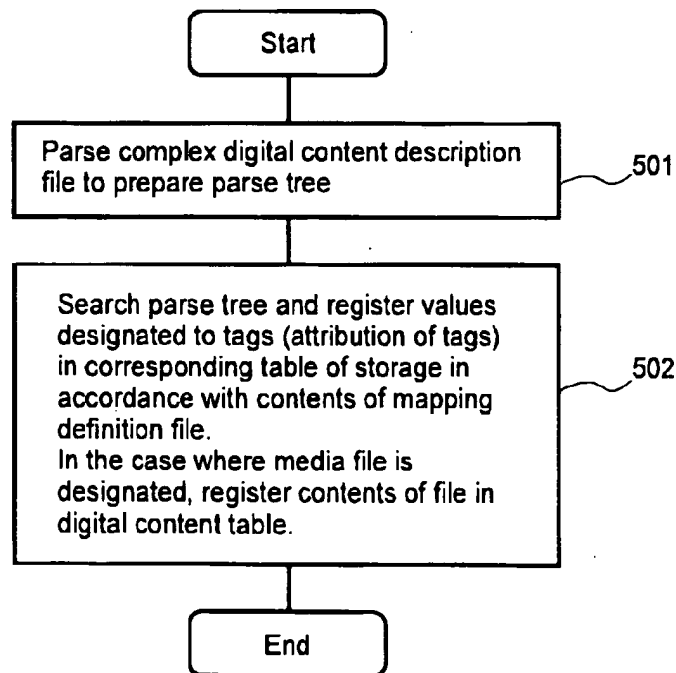 Start
Parse complex digital content description
file to prepare parse tree
501
Search parse tree and register values
designated to tags (attribution of tags)
in corresponding table of storage in
accordance with contents of mapping
definition file.
In the case where media file is
designated, register contents of file in
digital content table.
502
End